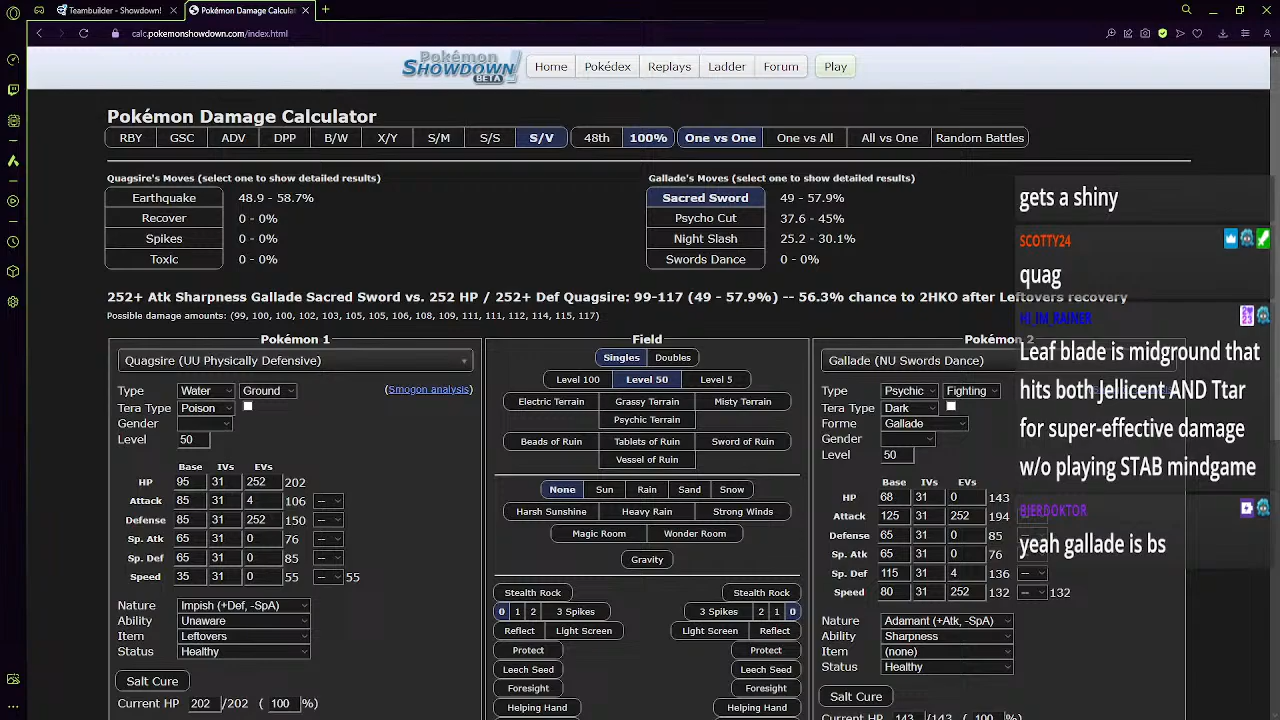 Teambuilder - Showdown!
Pokémon Damage Calculat
calc.pokemonshowdown.com/index.html
Pokémon
SHOWDOWN!
BETA
Home
Pokédex
Replays
Ladder
Forum
Play
Pokémon Damage Calculator
RBY GSC ADV DPP B/W X/Y S/M S/S S/V 48th 100% One vs One One vs All All vs One Random Battles
Quagsire's Moves (select one to show detailed results)
Earthquake 48.9 - 58.7%
Recover 0 - 0%
Spikes 0 - 0%
Toxic 0 - 0%
Gallade's Moves (select one to show detailed results)
Sacred Sword 49 - 57.9%
Psycho Cut 37.6 - 45%
Night Slash 25.2 - 30.1%
Swords Dance 0 - 0%
252+ Atk Sharpness Gallade Sacred Sword vs. 252 HP / 252+ Def Quagsire: 99-117 (49 - 57.9%) -- 56.3% chance to 2HKO after Leftovers recovery
Possible damage amounts: (99, 100, 100, 102, 103, 105, 105, 106, 108, 109, 111, 111, 112, 114, 115, 117)
Pokémon 1
Quagsire (UU Physically Defensive)
Type Water Ground (Smogon analysis)
Tera Type Poison
Gender
Level 50
Base IVs EVs
HP 95 31 252 202
Attack 85 31 4 106 --
Defense 85 31 252 150 --
Sp. Atk 65 31 0 76 --
Sp. Def 65 31 0 85 --
Speed 35 31 0 55 -- 55
Nature Impish (+Def, -SpA)
Ability Unaware
Item Leftovers
Status Healthy
Salt Cure
Current HP 202 /202 ( 100 %)
Field
Singles Doubles
Level 100 Level 50 Level 5
Electric Terrain Grassy Terrain Misty Terrain
Psychic Terrain
Beads of Ruin Tablets of Ruin Sword of Ruin
Vessel of Ruin
None Sun Rain Sand Snow
Harsh Sunshine Heavy Rain Strong Winds
Magic Room Wonder Room
Gravity
Stealth Rock Stealth Rock
0 1 2 3 Spikes 3 Spikes 2 1 0
Reflect Light Screen Light Screen Reflect
Protect Protect
Leech Seed Leech Seed
Foresight Foresight
Helping Hand Helping Hand
Pokémon 2
Gallade (NU Swords Dance)
Type Psychic Fighting
Tera Type Dark
Forme Gallade
Gender
Level 50
Base IVs EVs
HP 68 31 0 143
Attack 125 31 252 194
Defense 65 31 0 85
Sp. Atk 65 31 0 76
Sp. Def 115 31 4 136 --
Speed 80 31 252 132 -- 132
Nature Adamant (+Atk, -SpA)
Ability Sharpness
Item (none)
Status Healthy
Salt Cure
Current HP 143 /143 ( 100 %)
gets a shiny
SCOTTY24
quag
HI_IM_RAINER
Leaf blade is midground that
hits both Jellicent AND Ttar
for super-effective damage
w/o playing STAB mindgame
BJERDOKTOR
yeah gallade is bs